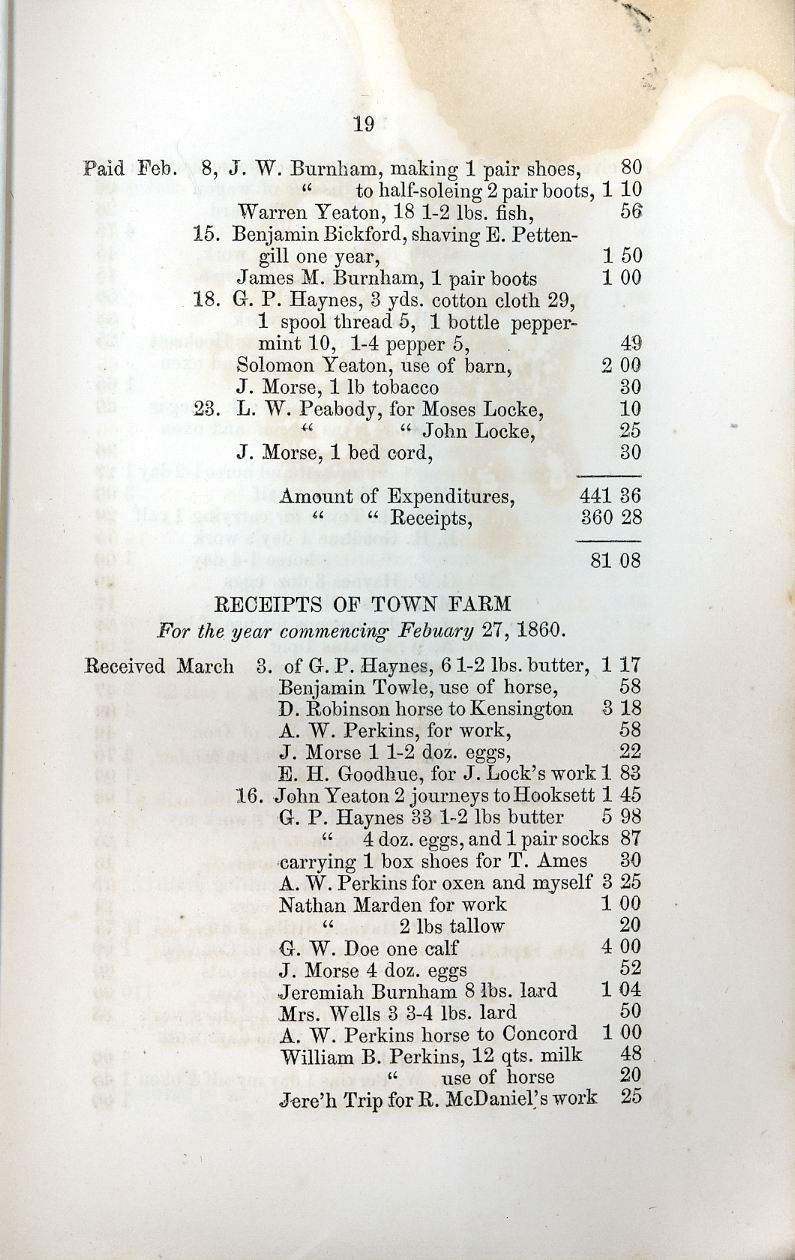 19
Paid Feb. 8, J. W. Burnham, making 1 pair shoes, 80
“ to half-soleing 2 pair boots, 1 10
Warren Yeaton, 18 1-2 lbs. fish, 56
15. Benjamin Bickford, shaving E. Petten-
gill one year, 1 50
James M. Burnham, 1 pair boots 1 00
18. G. P. Haynes, 3 yds. cotton cloth 29,
1 spool thread 5, 1 bottle pepper-
mint 10, 1-4 pepper 5, 49
Solomon Yeaton, use of barn, 2 00
J. Morse, 1 lb tobacco 30
23. L. W. Peabody, for Moses Locke, 10
“ “ John Locke, 25
J. Morse, 1 bed cord, 30
Amount of Expenditures, 441 36
“ “ Receipts, 360 28
81 08
RECEIPTS OF TOWN FARM
For the year commencing Febuary 27, 1860.
Received March 3. of G. P. Haynes, 6 1-2 lbs. butter, 1 17
Benjamin Towle, use of horse, 58
D. Robinson horse to Kensington 3 18
A. W. Perkins, for work, 58
J. Morse 1 1-2 doz. eggs, 22
E. H. Goodhue, for J. Lock's work 1 83
16. John Yeaton 2 journeys to Hooksett 1 45
G. P. Haynes 33 1-2 lbs butter 5 98
“ 4 doz. eggs, and 1 pair socks 87
carrying 1 box shoes for T. Ames 30
A. W. Perkins for oxen and myself 3 25
Nathan Marden for work 1 00
“ 2 lbs tallow 20
G. W. Doe one calf 4 00
J. Morse 4 doz. eggs 52
Jeremiah Burnham 8 lbs. lard 1 04
Mrs. Wells 3 3-4 lbs. lard 50
A. W. Perkins horse to Concord 1 00
William B. Perkins, 12 qts. milk 48
“ use of horse 20
Jere'h Trip for R. McDaniel's work 25